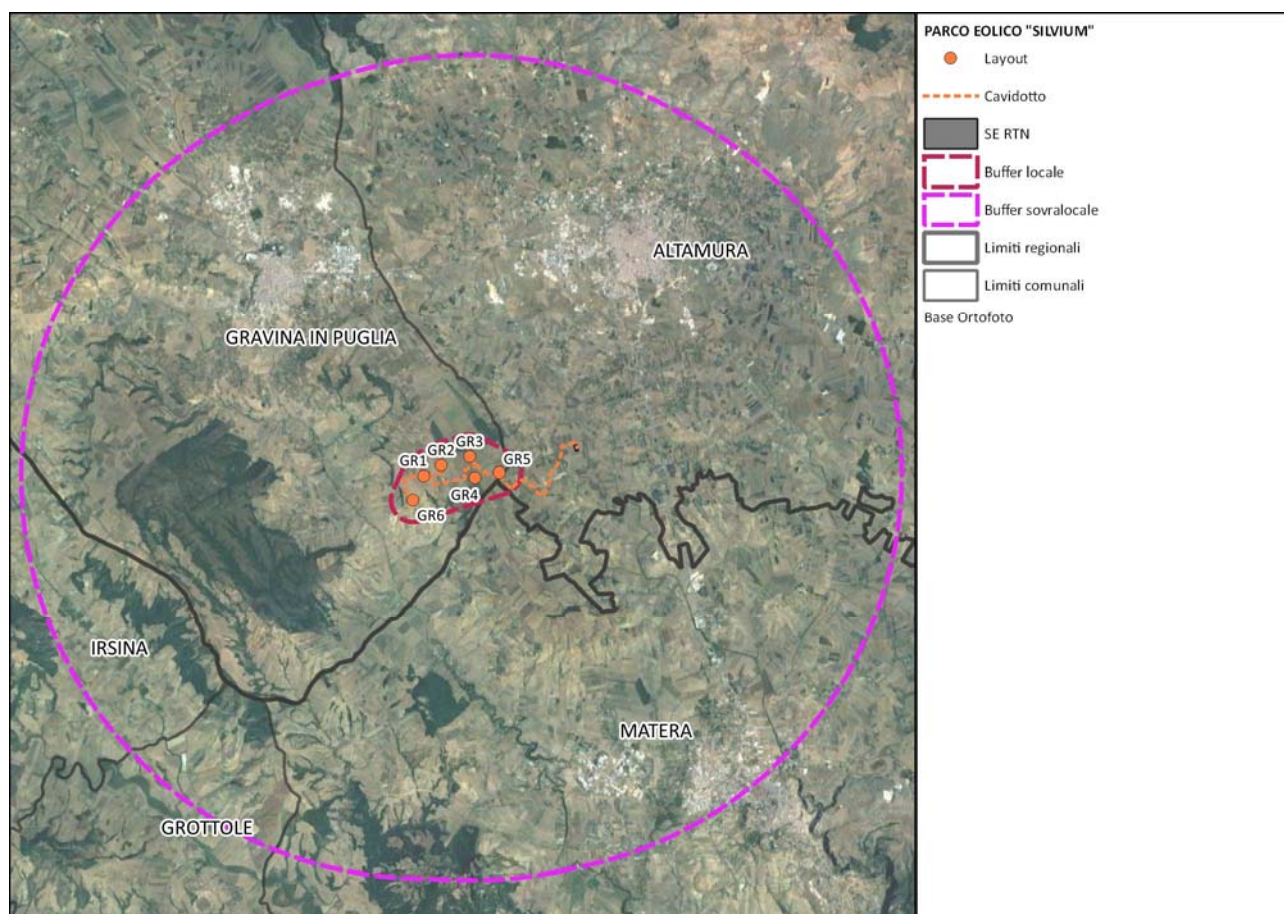 ALTAMURA
GRAVINA IN PUGLIA
GR3
GR2
GR1
GR5
GR4
GR6
IRSINA
MATERA
GROTTOLE
PARCO EOLICO "SILVIUM"
Layout
Cavidotto
SE RTN
Buffer locale
Buffer sovralocale
Limiti regionali
Limiti comunali
Base Ortofoto